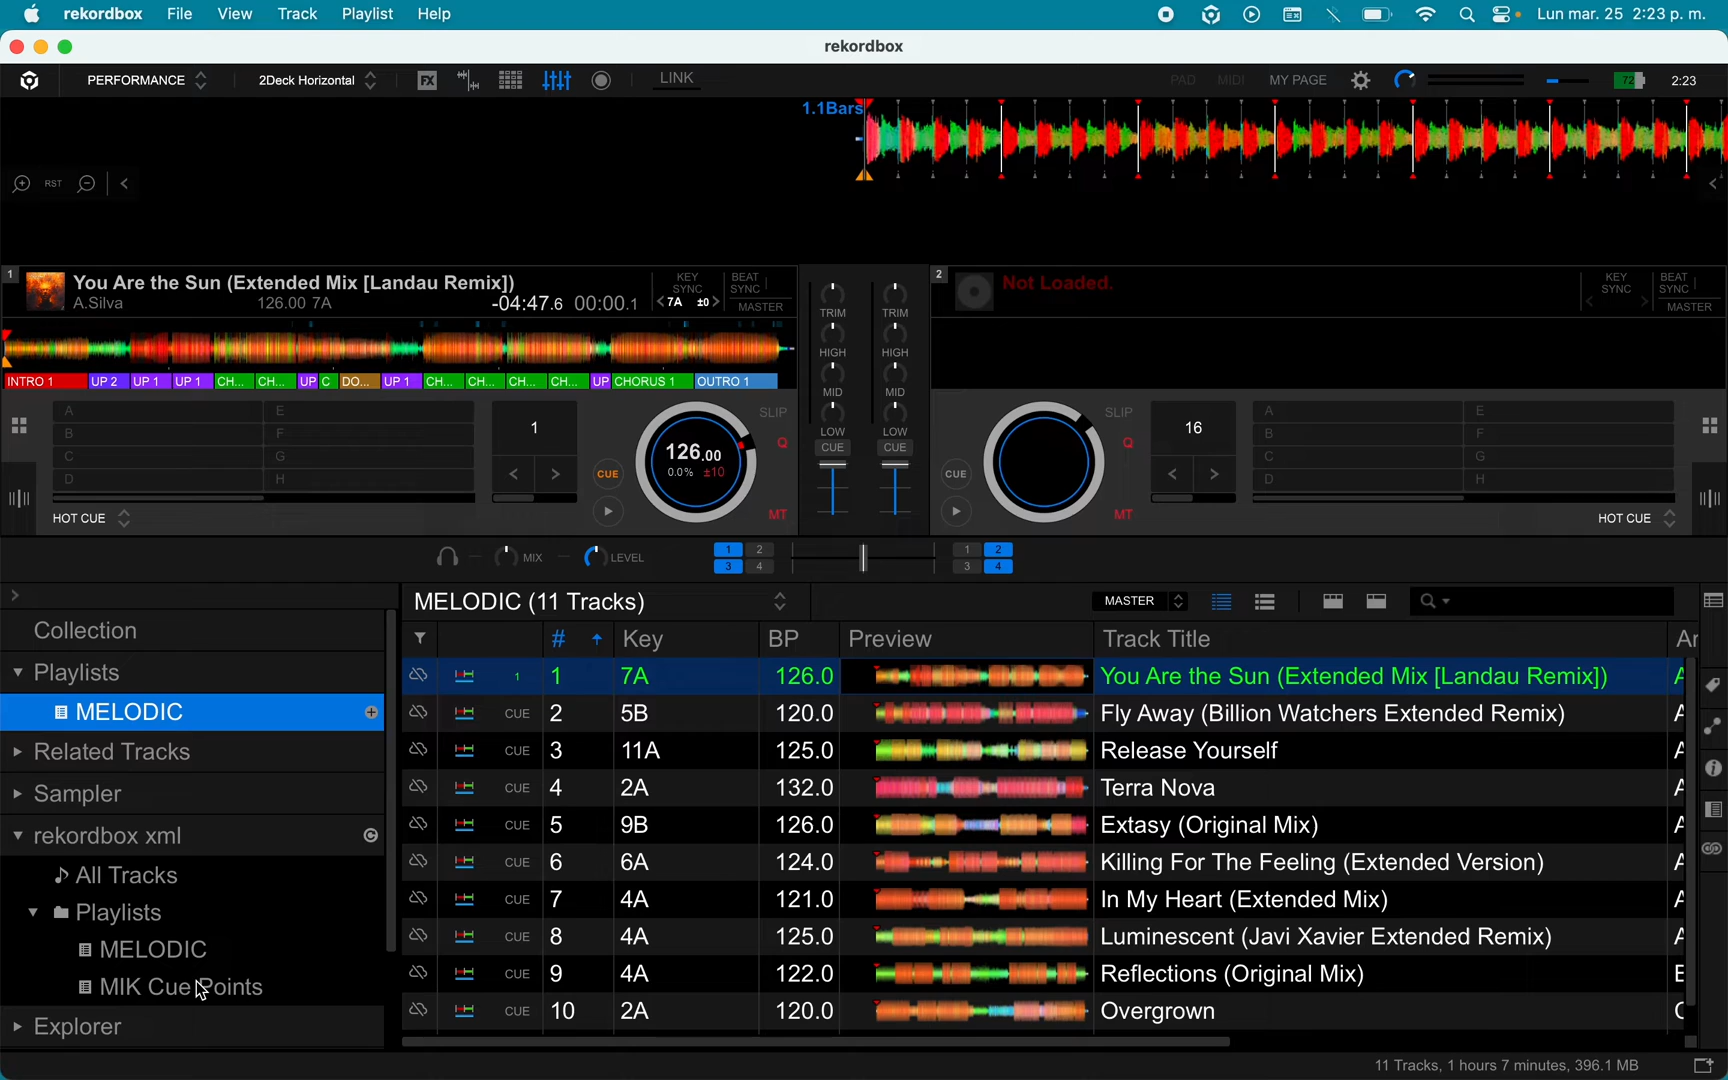 rekordbox File View Track Playlist Help Lun mar. 25 2:23 p. m.
rekordbox
PERFORMANCE 2Deck Horizontal FX LINK PAD MIDI MY PAGE 72 2:23
1.1Bars
RST
1 You Are the Sun (Extended Mix [Landau Remix])
A.Silva 126.00 7A -04:47.6 00:00.1
KEY SYNC
< 7A ±0 >
BEAT SYNC
MASTER
INTRO 1 UP 2 UP 1 UP 1 CH... CH... UP C DO... UP 1 CH... CH... CH... CH... UP CHORUS 1 OUTRO 1
A E
B F
C G
D H
HOT CUE
1
CUE
126.00
0.0% ±10
SLIP
Q
MT
TRIM TRIM
HIGH HIGH
MID MID
LOW LOW
CUE CUE
2 Not Loaded.
KEY SYNC
BEAT SYNC
MASTER
CUE
SLIP
Q
MT
16
A E
B F
C G
D H
HOT CUE
MIX LEVEL
1 2
3 4
1 2
3 4
Collection
Playlists
MELODIC
Related Tracks
Sampler
rekordbox xml
All Tracks
Playlists
MELODIC
MIK Cue Points
Explorer
MELODIC (11 Tracks) MASTER
# Key BP Preview Track Title Ar
1 1 7A 126.0 You Are the Sun (Extended Mix [Landau Remix]) A
CUE 2 5B 120.0 Fly Away (Billion Watchers Extended Remix) A
CUE 3 11A 125.0 Release Yourself A
CUE 4 2A 132.0 Terra Nova A
CUE 5 9B 126.0 Extasy (Original Mix) A
CUE 6 6A 124.0 Killing For The Feeling (Extended Version) A
CUE 7 4A 121.0 In My Heart (Extended Mix) A
CUE 8 4A 125.0 Luminescent (Javi Xavier Extended Remix) A
CUE 9 4A 122.0 Reflections (Original Mix) E
CUE 10 2A 120.0 Overgrown C
11 Tracks, 1 hours 7 minutes, 396.1 MB